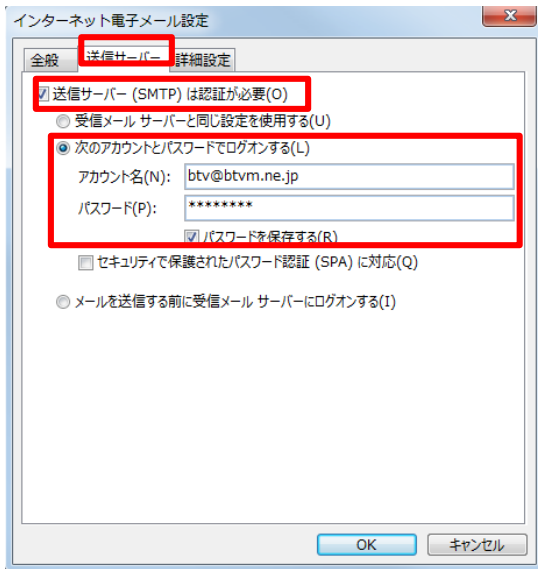 インターネット電子メール設定
全般 送信サーバー 詳細設定
送信サーバー (SMTP) は認証が必要(O)
受信メール サーバーと同じ設定を使用する(U)
次のアカウントとパスワードでログオンする(L)
アカウント名(N): btv@btvm.ne.jp
パスワード(P): ********
パスワードを保存する(R)
セキュリティで保護されたパスワード認証 (SPA) に対応(Q)
メールを送信する前に受信メール サーバーにログオンする(I)
OK キャンセル